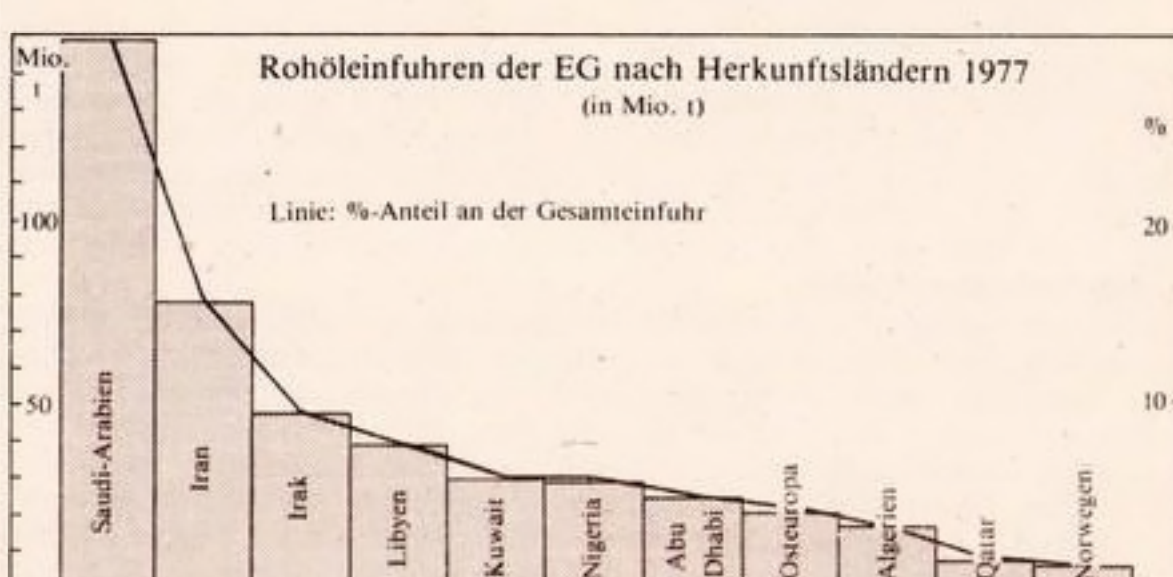 Mio.
t
Rohöleinfuhren der EG nach Herkunftsländern 1977
(in Mio. t)
%
Linie: %-Anteil an der Gesamteinfuhr
100
20
50
10
Saudi-Arabien
Iran
Irak
Libyen
Kuwait
Nigeria
Abu
Dhabi
Osteuropa
Algerien
Qatar
Norwegen